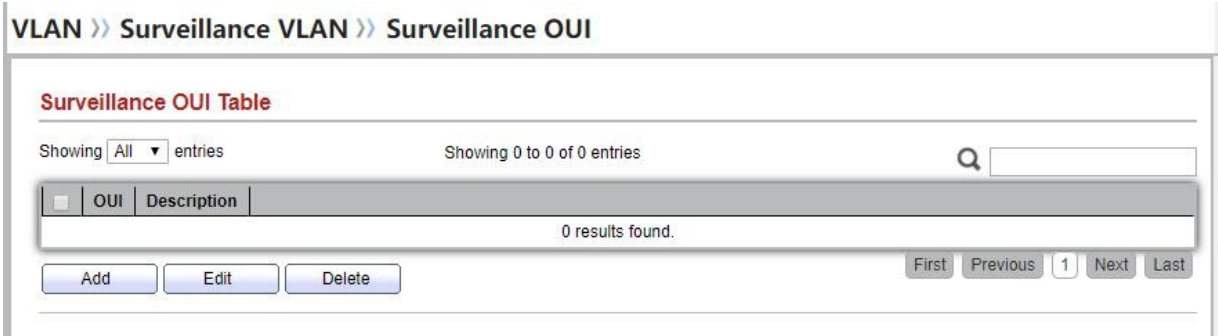 VLAN 》 Surveillance VLAN 》 Surveillance OUI
Surveillance OUI Table
Showing All ▼ entries Showing 0 to 0 of 0 entries
OUI Description
0 results found.
Add Edit Delete First Previous 1 Next Last